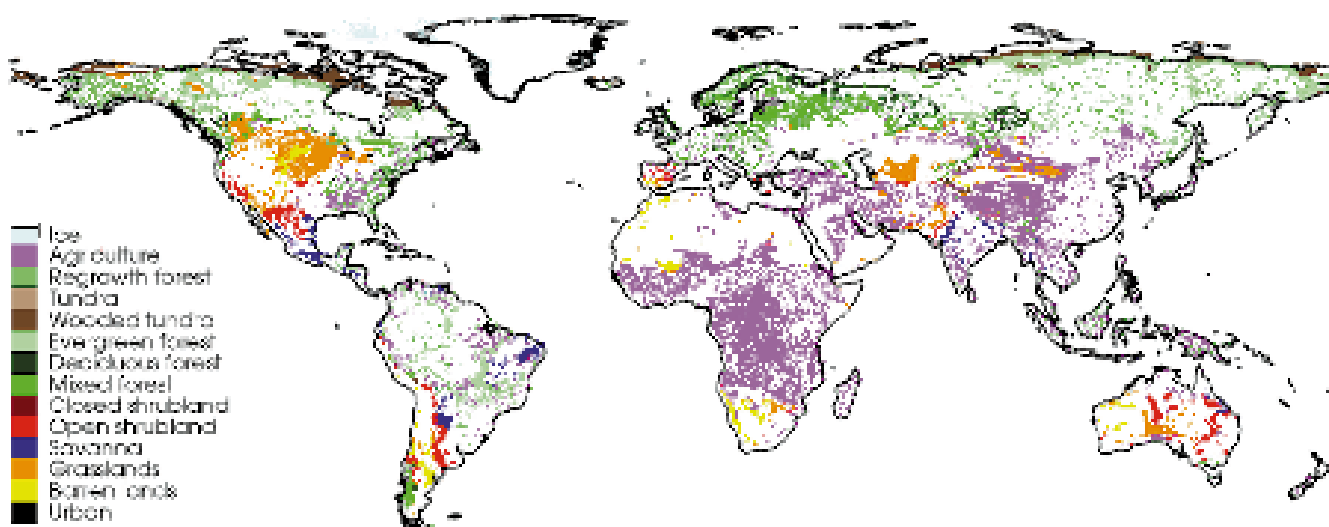 Ice
Agriculture
Regrowth forest
Tundra
Wooded tundra
Evergreen forest
Deciduous forest
Mixed forest
Closed shrubland
Open shrubland
Savanna
Grasslands
Barren lands
Urban